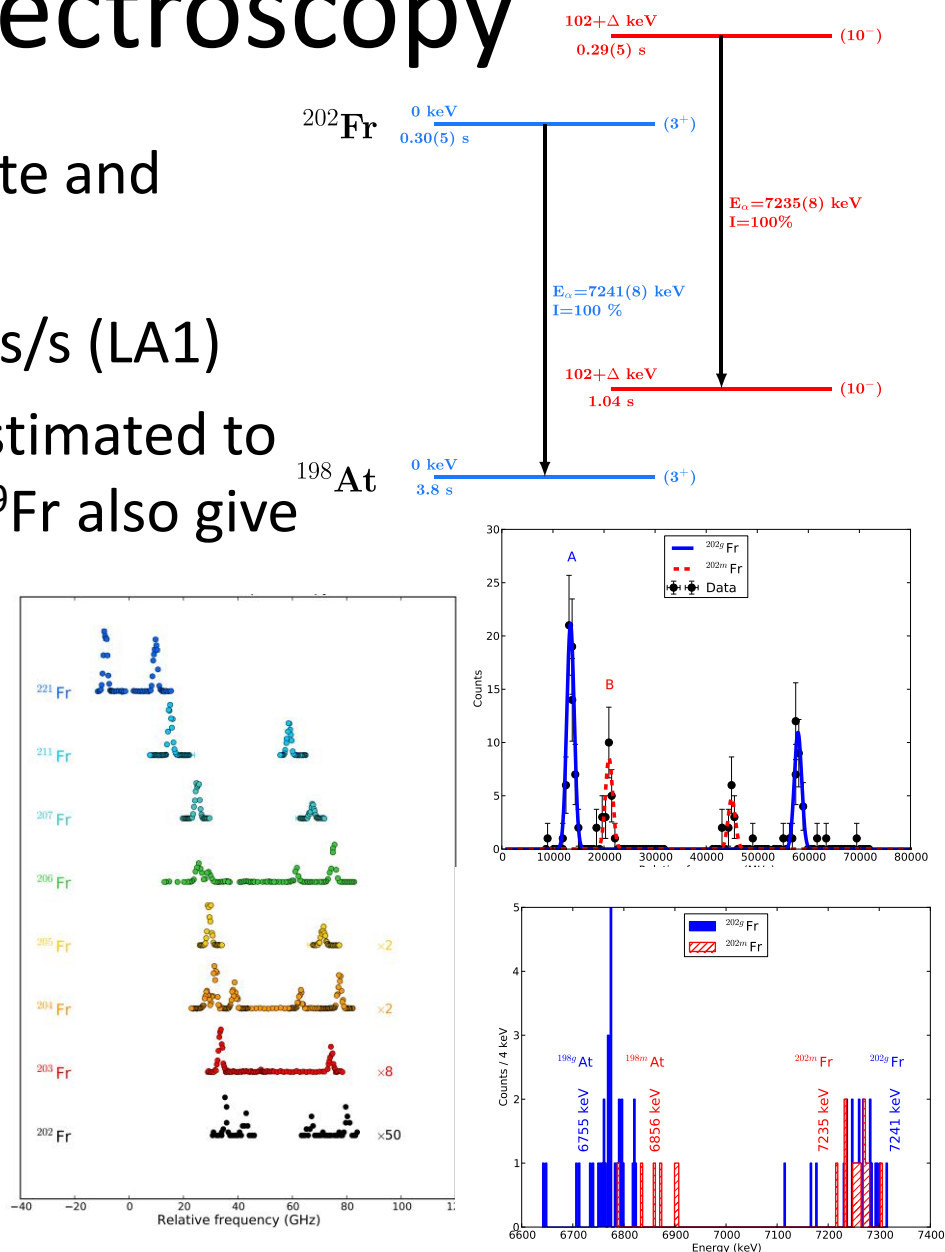 ectroscopy
te and
s/s (LA1)
stimated to
⁹Fr also give
102+Δ keV
0.29(5) s
(10⁻)
²⁰²Fr
0 keV
0.30(5) s
(3⁺)
Eα=7235(8) keV
I=100%
Eα=7241(8) keV
I=100 %
102+Δ keV
1.04 s
(10⁻)
¹⁹⁸At
0 keV
3.8 s
(3⁺)
²²¹Fr
²¹¹Fr
²⁰⁷Fr
²⁰⁶Fr
²⁰⁵Fr ×2
²⁰⁴Fr ×2
²⁰³Fr ×8
²⁰²Fr ×50
−40 −20 0 20 40 60 80 100
Relative frequency (GHz)
A
B
²⁰²ᵍFr
²⁰²ᵐFr
Data
Counts
30
25
20
15
10
5
0
0 10000 20000 30000 40000 50000 60000 70000 80000
²⁰²ᵍFr
²⁰²ᵐFr
Counts / 4 keV
5
4
3
2
1
0
¹⁹⁸ᵍAt
6755 keV
¹⁹⁸ᵐAt
6856 keV
²⁰²ᵐFr
7235 keV
²⁰²ᵍFr
7241 keV
6600 6700 6800 6900 7000 7100 7200 7300 7400
Energy (keV)